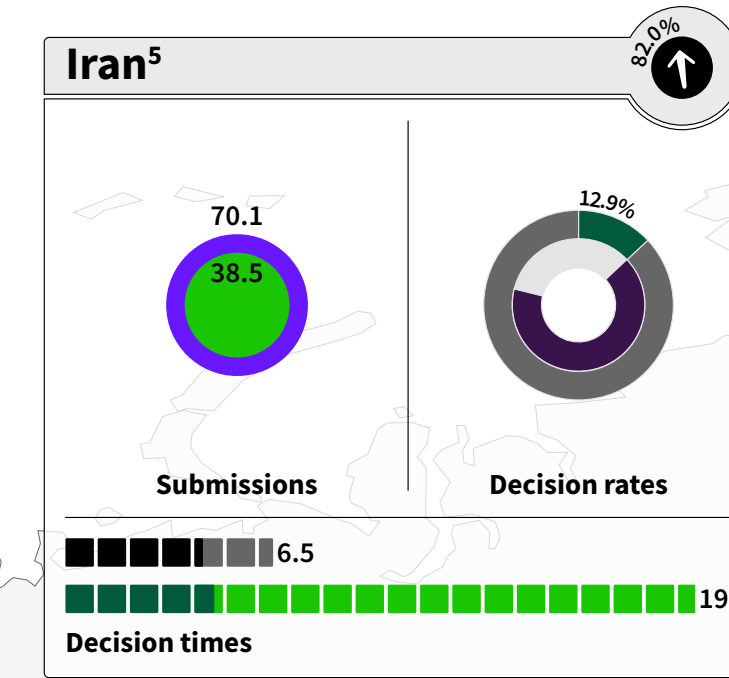 Iran⁵
82.0%
70.1
38.5
12.9%
Submissions
Decision rates
6.5
19
Decision times